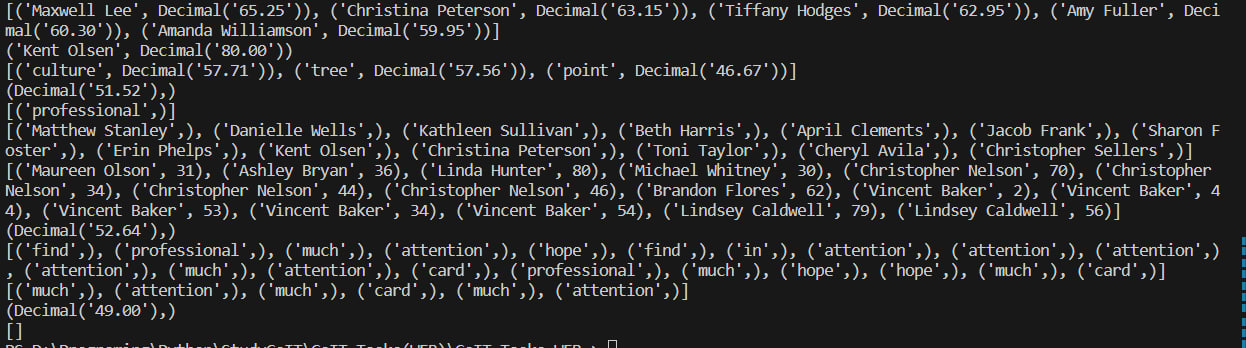 [('Maxwell Lee', Decimal('65.25')), ('Christina Peterson', Decimal('63.15')), ('Tiffany Hodges', Decimal('62.95')), ('Amy Fuller', Deci
mal('60.30')), ('Amanda Williamson', Decimal('59.95'))]
('Kent Olsen', Decimal('80.00'))
[('culture', Decimal('57.71')), ('tree', Decimal('57.56')), ('point', Decimal('46.67'))]
(Decimal('51.52'),)
[('professional',)]
[('Matthew Stanley',), ('Danielle Wells',), ('Kathleen Sullivan',), ('Beth Harris',), ('April Clements',), ('Jacob Frank',), ('Sharon F
oster',), ('Erin Phelps',), ('Kent Olsen',), ('Christina Peterson',), ('Toni Taylor',), ('Cheryl Avila',), ('Christopher Sellers',)]
[('Maureen Olson', 31), ('Ashley Bryan', 36), ('Linda Hunter', 80), ('Michael Whitney', 30), ('Christopher Nelson', 70), ('Christopher
Nelson', 34), ('Christopher Nelson', 44), ('Christopher Nelson', 46), ('Brandon Flores', 62), ('Vincent Baker', 2), ('Vincent Baker', 4
4), ('Vincent Baker', 53), ('Vincent Baker', 34), ('Vincent Baker', 54), ('Lindsey Caldwell', 79), ('Lindsey Caldwell', 56)]
(Decimal('52.64'),)
[('find',), ('professional',), ('much',), ('attention',), ('hope',), ('find',), ('in',), ('attention',), ('attention',), ('attention',)
, ('attention',), ('much',), ('attention',), ('card',), ('professional',), ('much',), ('hope',), ('hope',), ('much',), ('card',)]
[('much',), ('attention',), ('much',), ('card',), ('much',), ('attention',)]
(Decimal('49.00'),)
[]